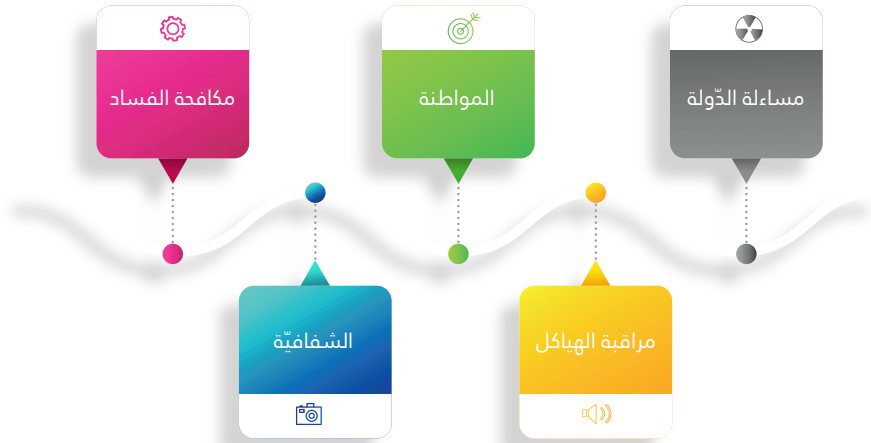 مساءلة الدّولة
مراقبة الهياكل
المواطنة
الشفافيّة
مكافحة الفساد